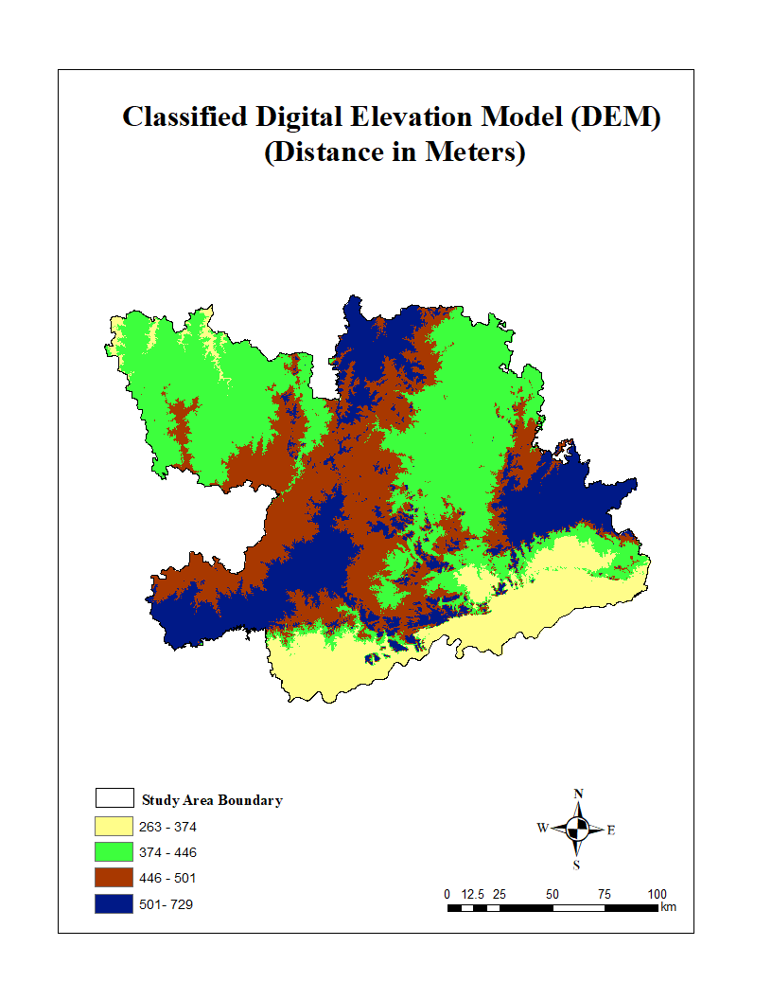 Classified Digital Elevation Model (DEM)
(Distance in Meters)
Study Area Boundary
263 - 374
374 - 446
446 - 501
501- 729
N
W E
S
0 12.5 25 50 75 100
km